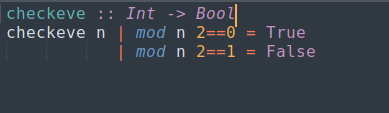 checkeve :: Int -> Bool
checkeve n | mod n 2==0 = True
           | mod n 2==1 = False